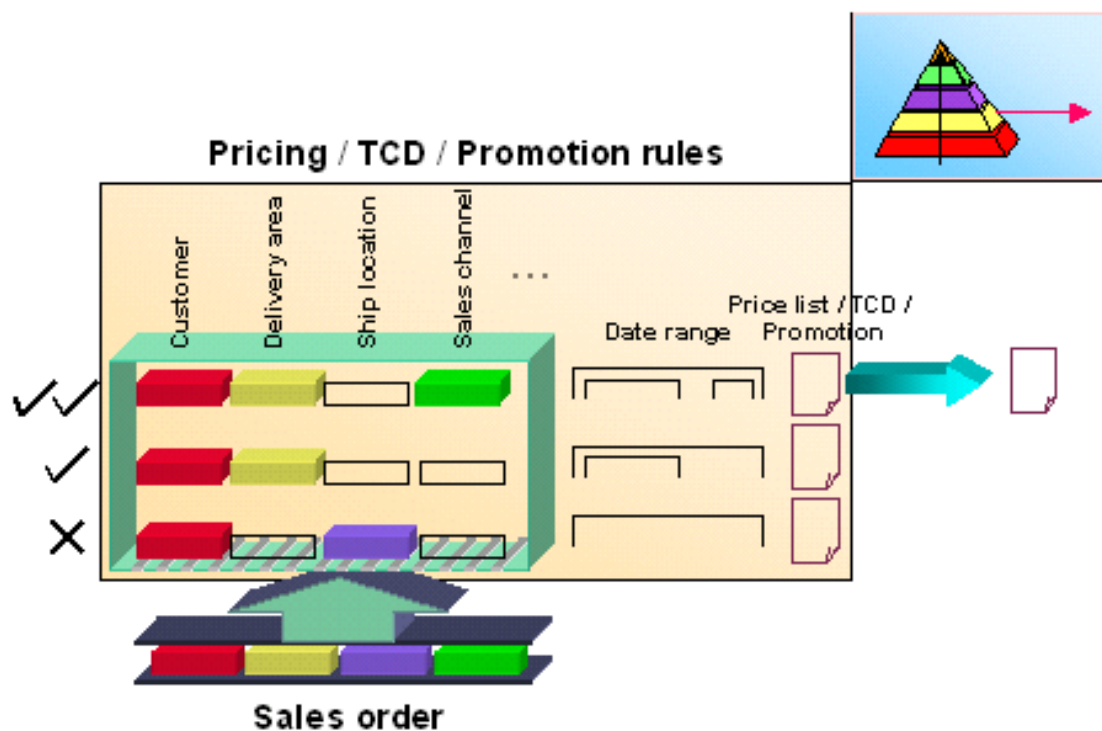 Pricing / TCD / Promotion rules
Customer
Delivery area
Ship location
Sales channel
...
Date range
Price list / TCD /
Promotion
Sales order